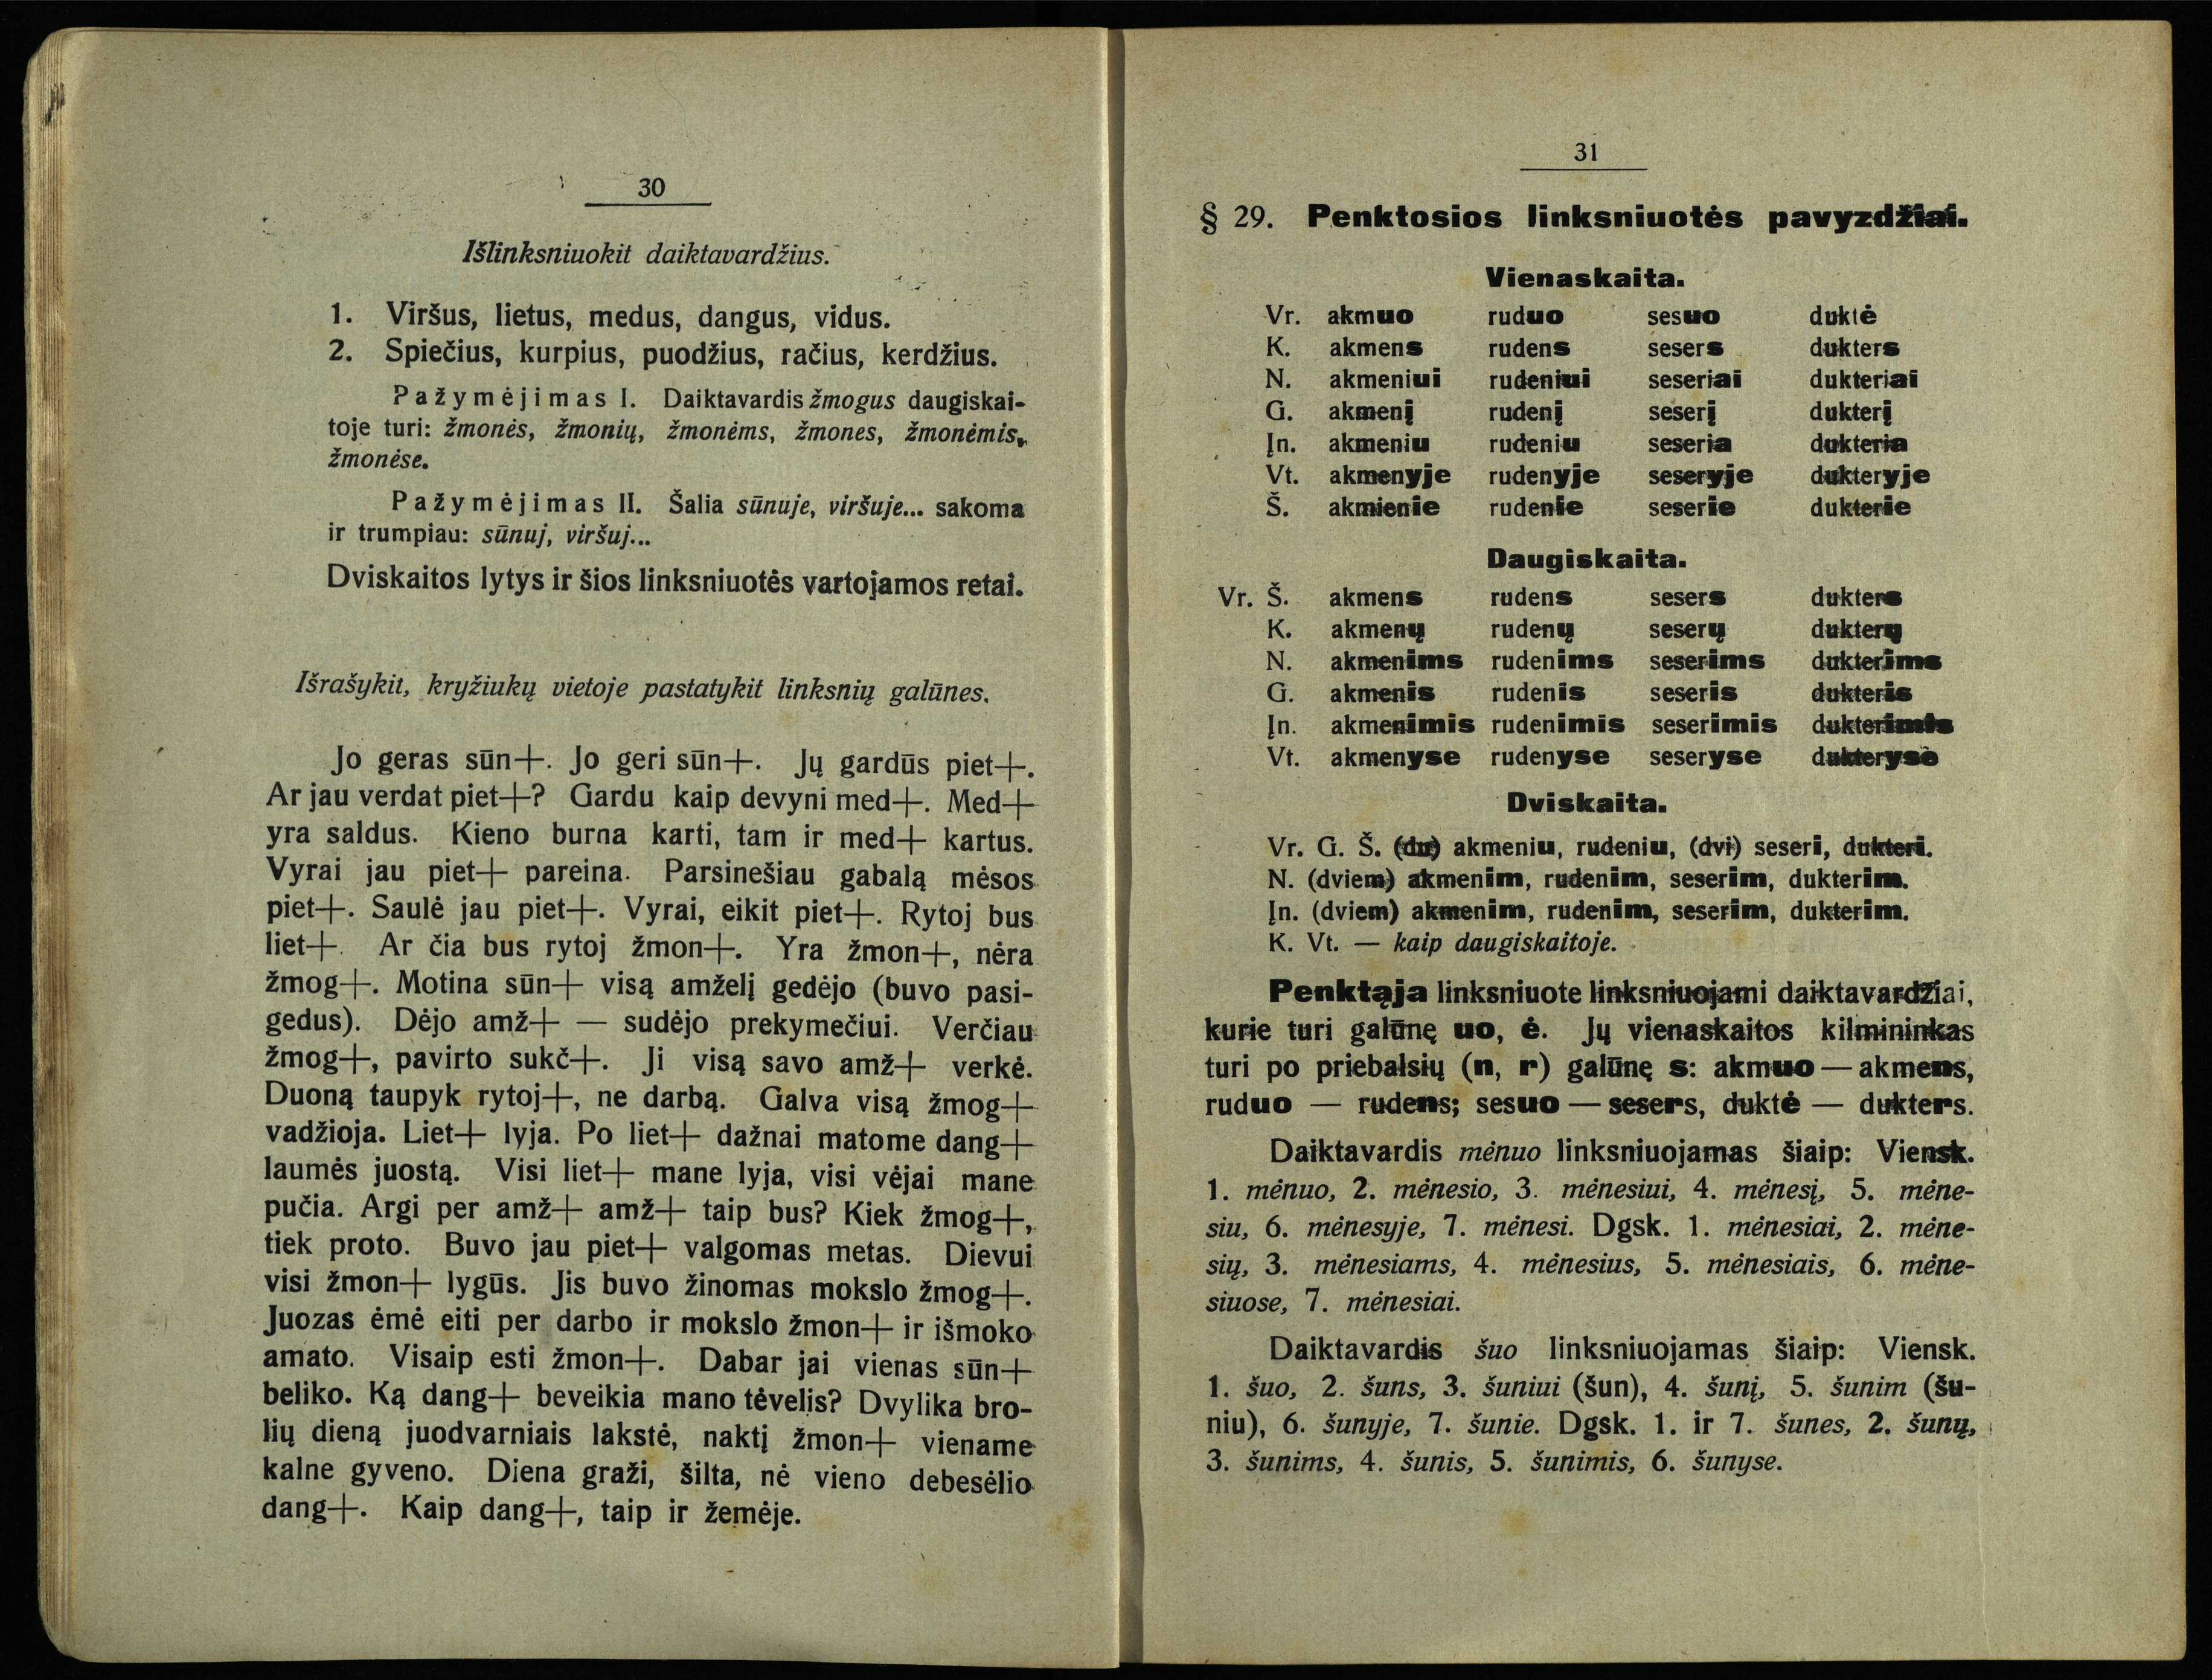 30
Išlinksniuokit daiktavardžius.
1. Viršus, lietus, medus, dangus, vidus.
2. Spiečius, kurpius, puodžius, račius, kerdžius.
Pažymėjimas I. Daiktavardis žmogus daugiskai-
toje turi: žmonės, žmonių, žmonėms, žmones, žmonėmis,
žmonėse.
Pažymėjimas II. Šalia sūnuje, viršuje... sakoma
ir trumpiau: sūnuj, viršuj...
Dviskaitos lytys ir šios linksniuotės vartojamos retai.
Išrašykit, kryžiukų vietoje pastatykit linksnių galūnes.
Jo geras sūn+. Jo geri sūn+. Jų gardūs piet+.
Ar jau verdat piet+? Gardu kaip devyni med+. Med+
yra saldus. Kieno burna karti, tam ir med+ kartus.
Vyrai jau piet+ pareina. Parsinešiau gabalą mėsos
piet+. Saulė jau piet+. Vyrai, eikit piet+. Rytoj bus
liet+. Ar čia bus rytoj žmon+. Yra žmon+, nėra
žmog+. Motina sūn+ visą amželį gedėjo (buvo pasi-
gedus). Dėjo amž+ — sudėjo prekymečiui. Verčiau
žmog+, pavirto sukč+. Ji visą savo amž+ verkė.
Duoną taupyk rytoj+, ne darbą. Galva visą žmog+
vadžioja. Liet+ lyja. Po liet+ dažnai matome dang+
laumės juostą. Visi liet+ mane lyja, visi vėjai mane
pučia. Argi per amž+ amž+ taip bus? Kiek žmog+,
tiek proto. Buvo jau piet+ valgomas metas. Dievui
visi žmon+ lygūs. Jis buvo žinomas mokslo žmog+.
Juozas ėmė eiti per darbo ir mokslo žmon+ ir išmoko
amato. Visaip esti žmon+. Dabar jai vienas sūn+
beliko. Ką dang+ beveikia mano tėvelis? Dvylika bro-
lių dieną juodvarniais lakstė, naktį žmon+ viename
kalne gyveno. Diena graži, šilta, nė vieno debesėlio
dang+. Kaip dang+, taip ir žemėje.
31
§ 29. Penktosios linksniuotės pavyzdžiai.
Vienaskaita.
Vr. akmuo ruduo sesuo duktė
K. akmens rudens sesers dukters
N. akmeniui rudeniui seseriai dukteriai
G. akmenį rudenį seserį dukterį
Įn. akmeniu rudeniu seseria dukteria
Vt. akmenyje rudenyje seseryje dukteryje
Š. akmienie rudenie seserie dukterie
Daugiskaita.
Vr. Š. akmens rudens sesers dukters
K. akmenų rudenų seserų dukterų
N. akmenims rudenims seserims dukterims
G. akmenis rudenis seseris dukteris
Įn. akmenimis rudenimis seserimis dukterimis
Vt. akmenyse rudenyse seseryse dukteryse
Dviskaita.
Vr. G. Š. (du) akmeniu, rudeniu, (dvi) seseri, dukteri.
N. (dviem) akmenim, rudenim, seserim, dukterim.
Įn. (dviem) akmenim, rudenim, seserim, dukterim.
K. Vt. — kaip daugiskaitoje.
Penktąja linksniuote linksniuojami daiktavardžiai,
kurie turi galūnę uo, ė. Jų vienaskaitos kilmininkas
turi po priebalsių (n, r) galūnę s: akmuo — akmens,
ruduo — rudens; sesuo — sesers, duktė — dukters.
Daiktavardis mėnuo linksniuojamas šiaip: Viensk.
1. mėnuo, 2. mėnesio, 3. mėnesiui, 4. mėnesį, 5. mėne-
siu, 6. mėnesyje, 7. mėnesi. Dgsk. 1. mėnesiai, 2. mėne-
sių, 3. mėnesiams, 4. mėnesius, 5. mėnesiais, 6. mėne-
siuose, 7. mėnesiai.
Daiktavardis šuo linksniuojamas šiaip: Viensk.
1. šuo, 2. šuns, 3. šuniui (šun), 4. šunį, 5. šunim (šu-
niu), 6. šunyje, 7. šunie. Dgsk. 1. ir 7. šunes, 2. šunų,
3. šunims, 4. šunis, 5. šunimis, 6. šunyse.